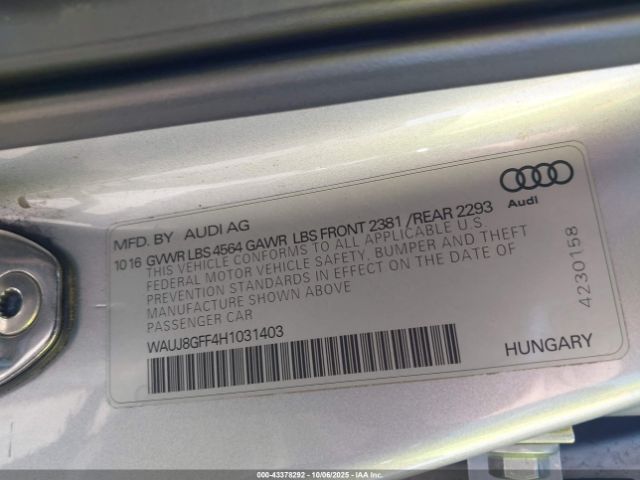 MFD. BY AUDI AG
Audi
10 16 GVWR LBS 4564 GAWR LBS FRONT 2381 /REAR 2293
THIS VEHICLE CONFORMS TO ALL APPLICABLE U.S.
FEDERAL MOTOR VEHICLE SAFETY, BUMPER AND THEFT
PREVENTION STANDARDS IN EFFECT ON THE DATE OF
MANUFACTURE SHOWN ABOVE
PASSENGER CAR
4230158
WAUJ8GFF4H1031403
HUNGARY
000-43378292 - 10/06/2025 - Copart